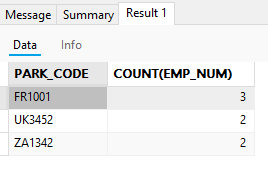 Message Summary Result 1
Data Info
PARK_CODE COUNT(EMP_NUM)
FR1001 3
UK3452 2
ZA1342 2